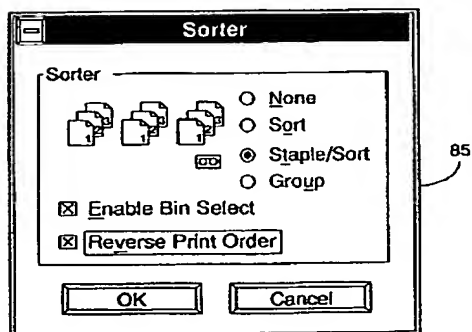 Sorter
Sorter
None
Sort
Staple/Sort
Group
85
Enable Bin Select
Reverse Print Order
OK
Cancel